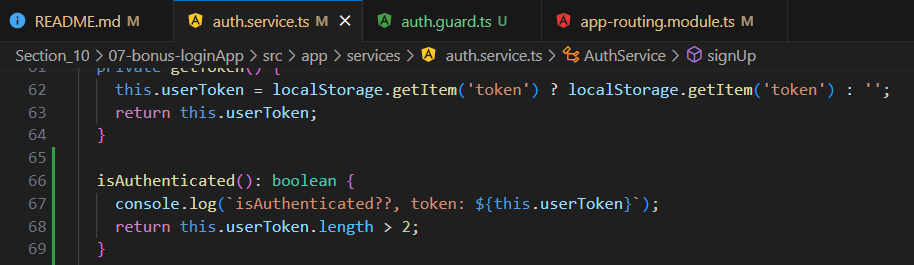 README.md M
auth.service.ts M
auth.guard.ts U
app-routing.module.ts M
Section_10 > 07-bonus-loginApp > src > app > services > auth.service.ts > AuthService > signUp
61 private getToken() {
62 this.userToken = localStorage.getItem('token') ? localStorage.getItem('token') : '';
63 return this.userToken;
64 }
65
66 isAuthenticated(): boolean {
67 console.log(`isAuthenticated??, token: ${this.userToken}`);
68 return this.userToken.length > 2;
69 }